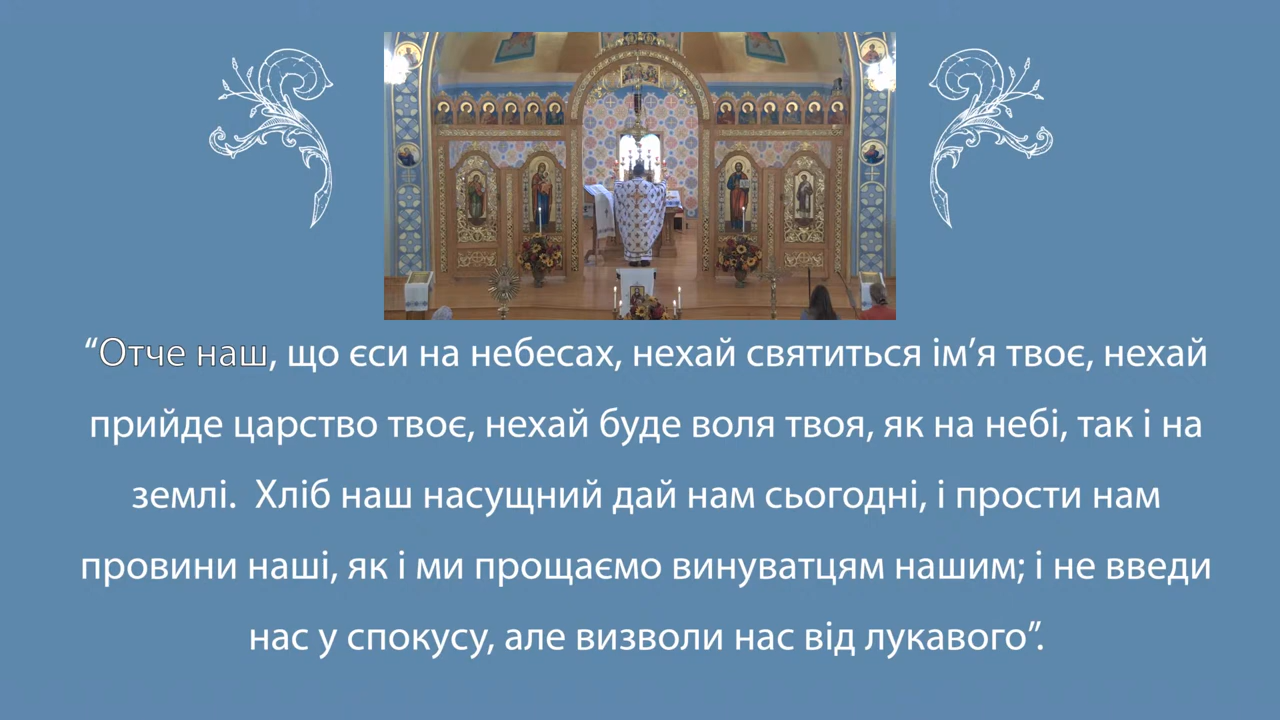 “Отче наш, що єси на небесах, нехай святиться ім’я твоє, нехай
прийде царство твоє, нехай буде воля твоя, як на небі, так і на
землі.  Хліб наш насущний дай нам сьогодні, і прости нам
провини наші, як і ми прощаємо винуватцям нашим; і не введи
нас у спокусу, але визволи нас від лукавого”.